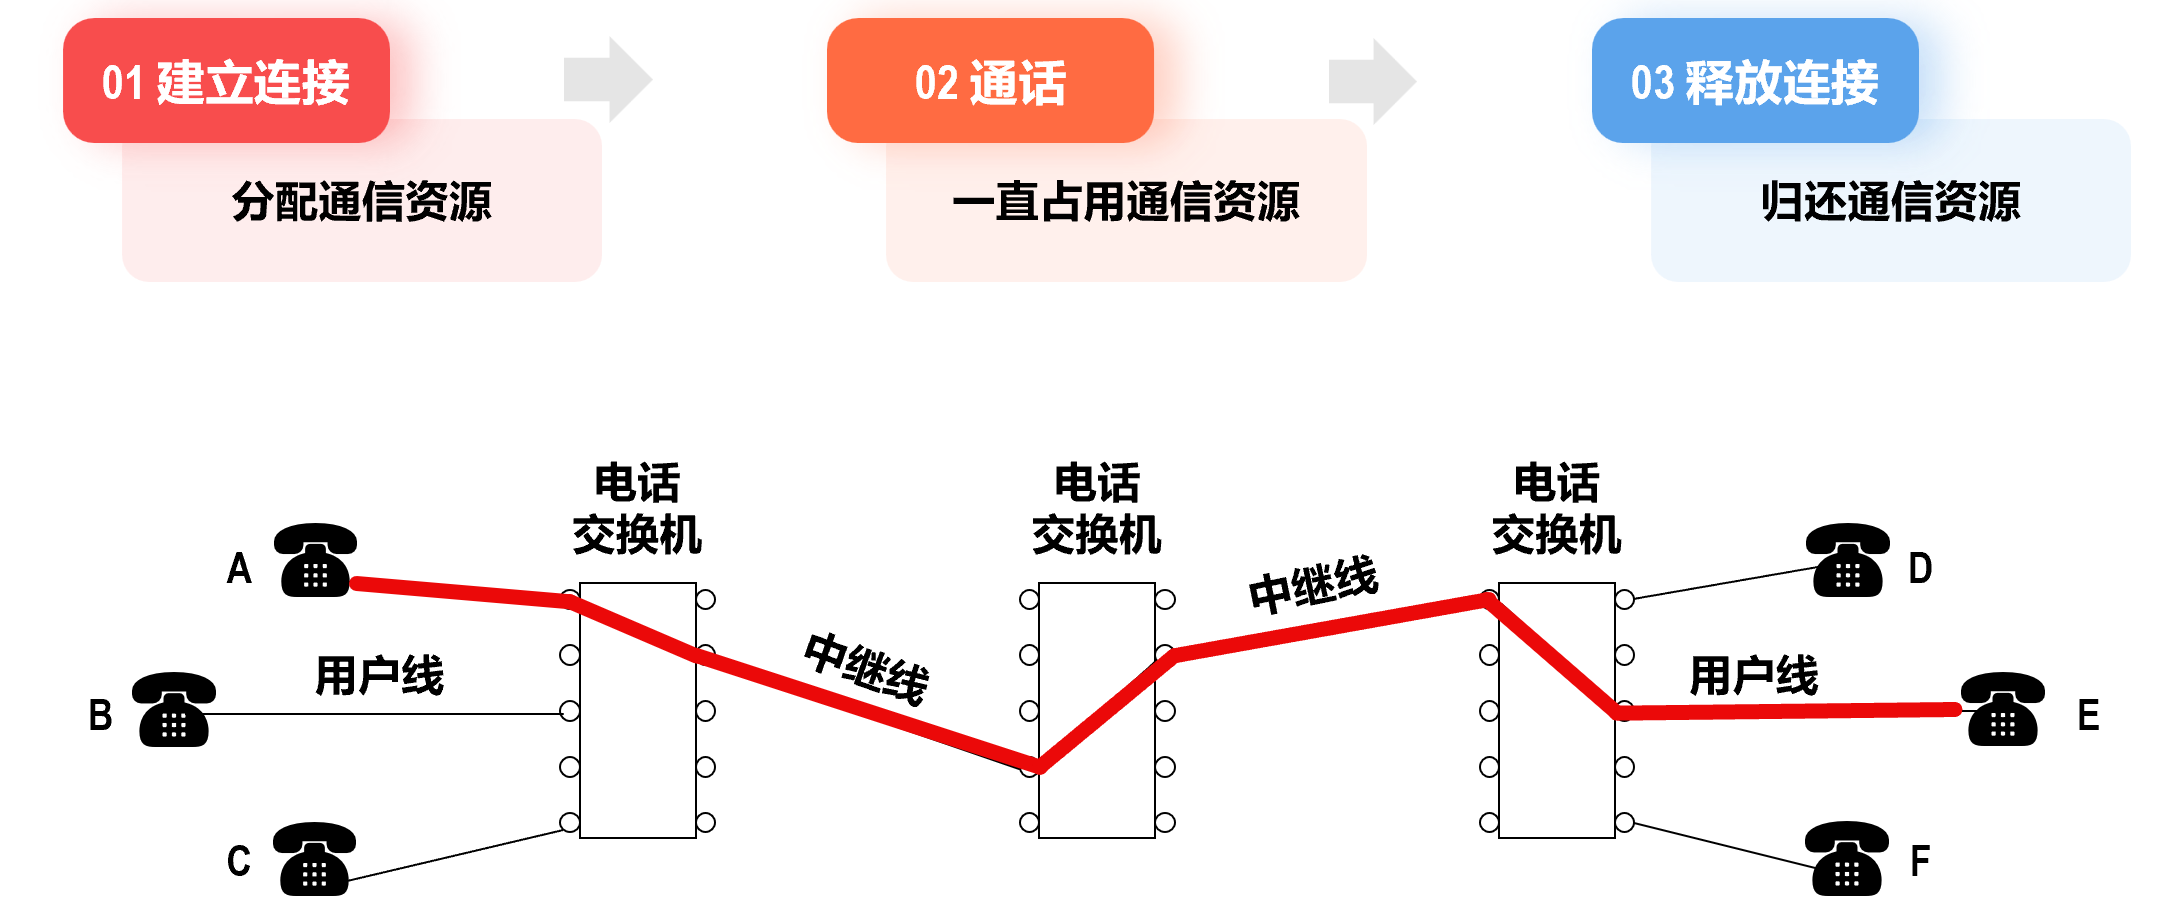 01 建立连接
02 通话
03 释放连接
分配通信资源
一直占用通信资源
归还通信资源
电话
交换机
电话
交换机
电话
交换机
A
D
中继线
中继线
用户线
用户线
B
E
C
F